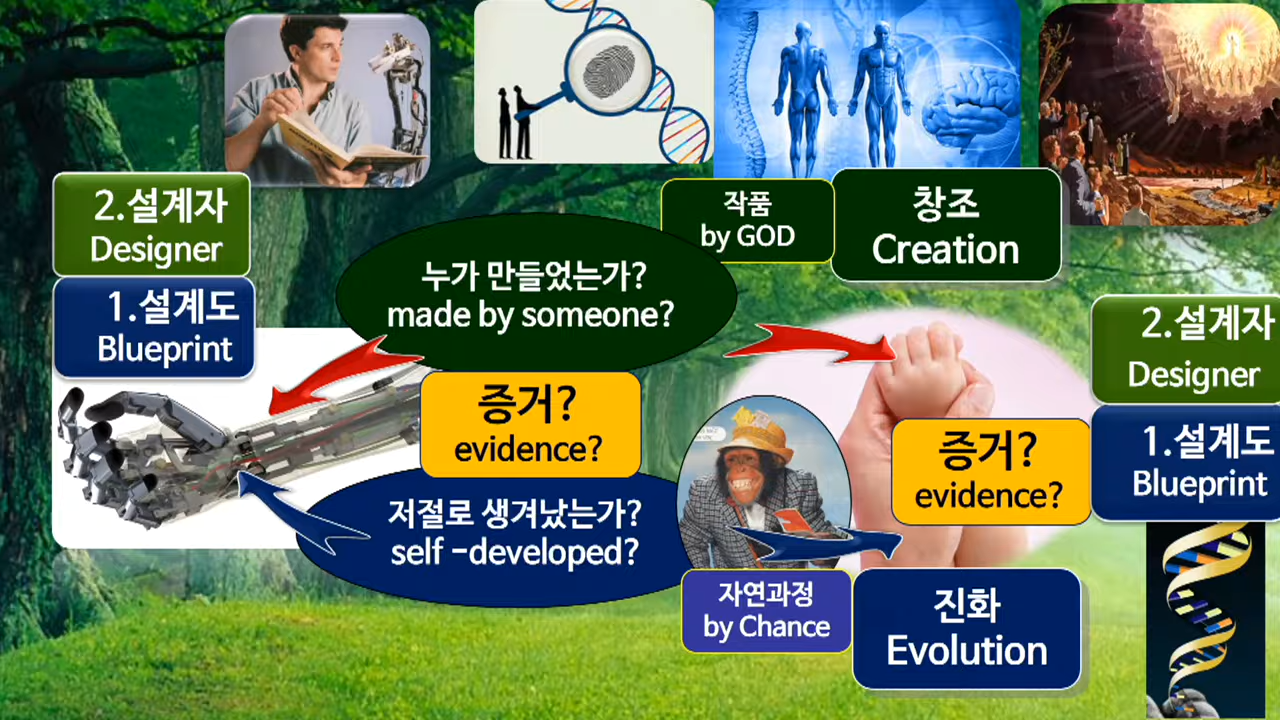 2.설계자
Designer
1.설계도
Blueprint
누가 만들었는가?
made by someone?
증거?
evidence?
저절로 생겨났는가?
self -developed?
작품
by GOD
창조
Creation
2.설계자
Designer
1.설계도
Blueprint
증거?
evidence?
자연과정
by Chance
진화
Evolution